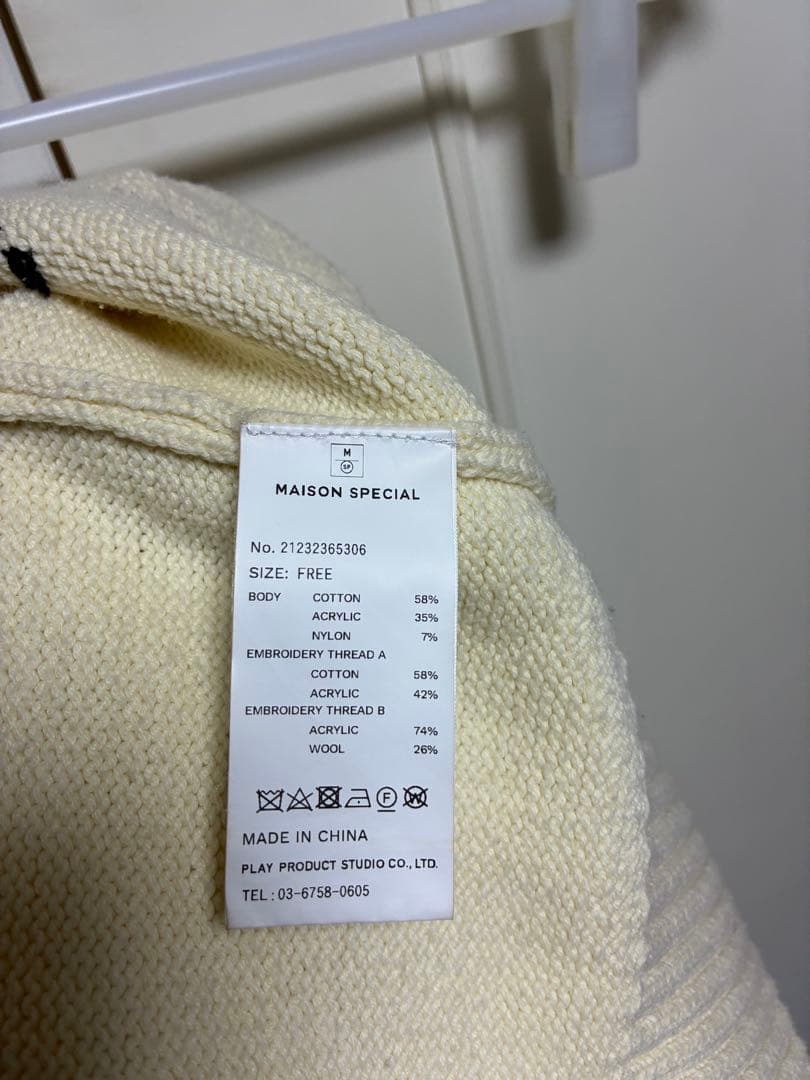 M
SP
MAISON SPECIAL
No. 21232365306
SIZE: FREE
BODY COTTON 58%
ACRYLIC 35%
NYLON 7%
EMBROIDERY THREAD A
COTTON 58%
ACRYLIC 42%
EMBROIDERY THREAD B
ACRYLIC 74%
WOOL 26%
F W
MADE IN CHINA
PLAY PRODUCT STUDIO CO., LTD.
TEL : 03-6758-0605